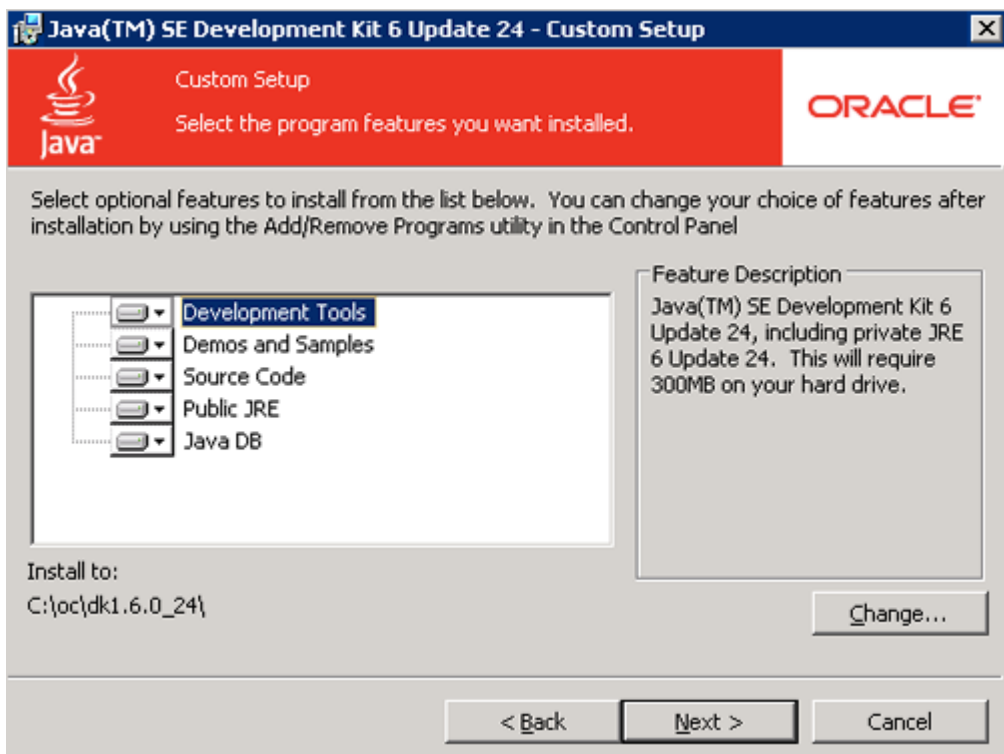 Java(TM) SE Development Kit 6 Update 24 - Custom Setup
Custom Setup
Select the program features you want installed.
Java
ORACLE
Select optional features to install from the list below. You can change your choice of features after
installation by using the Add/Remove Programs utility in the Control Panel
Development Tools
Demos and Samples
Source Code
Public JRE
Java DB
Feature Description
Java(TM) SE Development Kit 6
Update 24, including private JRE
6 Update 24. This will require
300MB on your hard drive.
Install to:
C:\oc\dk1.6.0_24\
Change...
< Back
Next >
Cancel